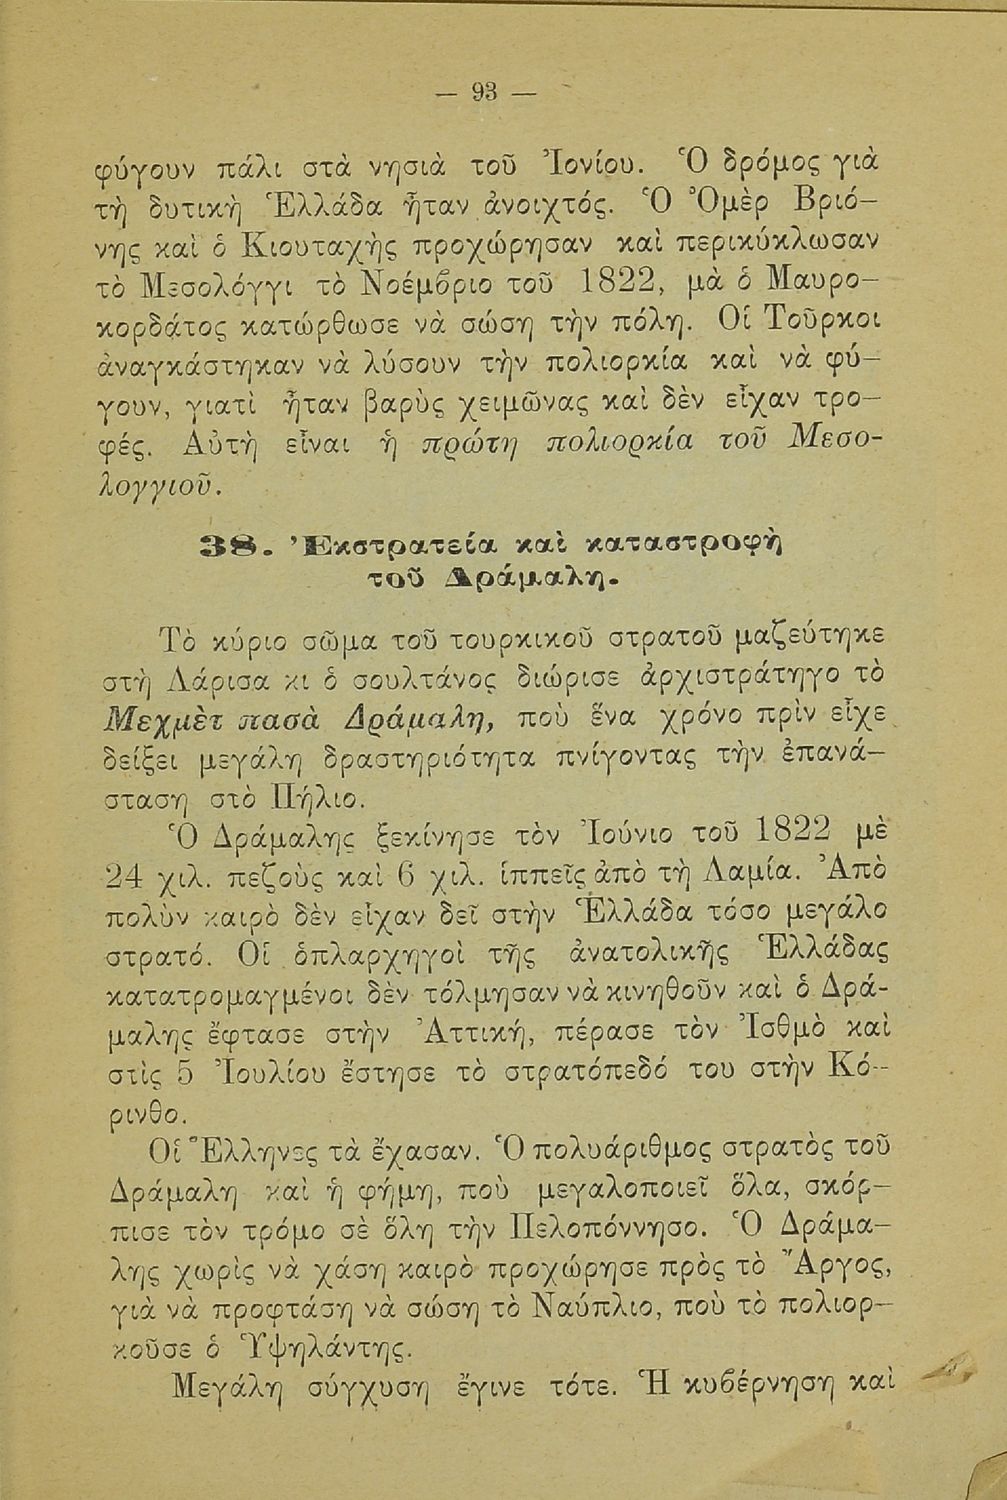 — 93 —
φύγουν πάλι στὰ νησιὰ τοῦ Ἰονίου. Ὁ δρόμος γιὰ
τὴ δυτικὴ Ἑλλάδα ἦταν ἀνοιχτός. Ὁ Ὀμὲρ Βριό—
νης καὶ ὁ Κιουταχὴς προχώρησαν καὶ περικύκλωσαν
τὸ Μεσολόγγι τὸ Νοέμϐριο τοῦ 1822, μὰ ὁ Μαυρο—
κορδάτος κατώρθωσε νὰ σώση τὴν πόλη. Οἱ Τοῦρκοι
ἀναγκάστηκαν νὰ λύσουν τὴν πολιορκία καὶ νὰ φύ—
γουν, γιατὶ ἦταν βαρὺς χειμῶνας καὶ δὲν εἶχαν τρο—
φές. Αὐτὴ εἶναι ἡ πρώτη πολιορκία τοῦ Μεσο-
λογγιοῦ.
38. Ἐκστρατεία καὶ καταστροφὴ
τοῦ Δράμαλη.
Τὸ κύριο σῶμα τοῦ τουρκικοῦ στρατοῦ μαζεύτηκε
στὴ Λάρισα κι ὁ σουλτάνος διώρισε ἀρχιστράτηγο τὸ
Μεχμὲτ πασὰ Δράμαλη, ποὺ ἕνα χρόνο πρὶν εἶχε
δείξει μεγάλη δραστηριότητα πνίγοντας τὴν ἐπανά—
σταση στὸ Πήλιο.
Ὁ Δράμαλης ξεκίνησε τὸν Ἰούνιο τοῦ 1822 μὲ
24 χιλ. πεζοὺς καὶ 6 χιλ. ἱππεῖς ἀπὸ τὴ Λαμία. Ἀπὸ
πολὺν καιρὸ δὲν εἶχαν δεῖ στὴν Ἑλλάδα τόσο μεγάλο
στρατό. Οἱ ὁπλαρχηγοὶ τῆς ἀνατολικῆς Ἑλλάδας
κατατρομαγμένοι δὲν τόλμησαν νὰ κινηθοῦν καὶ ὁ Δρά-
μαλης ἔφτασε στὴν Ἀττική, πέρασε τὸν Ἰσθμὸ καὶ
στὶς 5 Ἰουλίου ἔστησε τὸ στρατόπεδό του στὴν Κό-
ρινθο.
Οἱ Ἕλληνες τὰ ἔχασαν. Ὁ πολυάριθμος στρατὸς τοῦ
Δράμαλη καὶ ἡ φήμη, ποὺ μεγαλοποιεῖ ὅλα, σκόρ—
πισε τὸν τρόμο σὲ ὅλη τὴν Πελοπόννησο. Ὁ Δράμα—
λης χωρὶς νὰ χάση καιρὸ προχώρησε πρὸς τὸ Ἄργος,
γιὰ νὰ προφτάση νὰ σώση τὸ Ναύπλιο, ποὺ τὸ πολιορ—
κοῦσε ὁ Ὑψηλάντης.
Μεγάλη σύγχυση ἔγινε τότε. Ἡ κυϐέρνηση καὶ